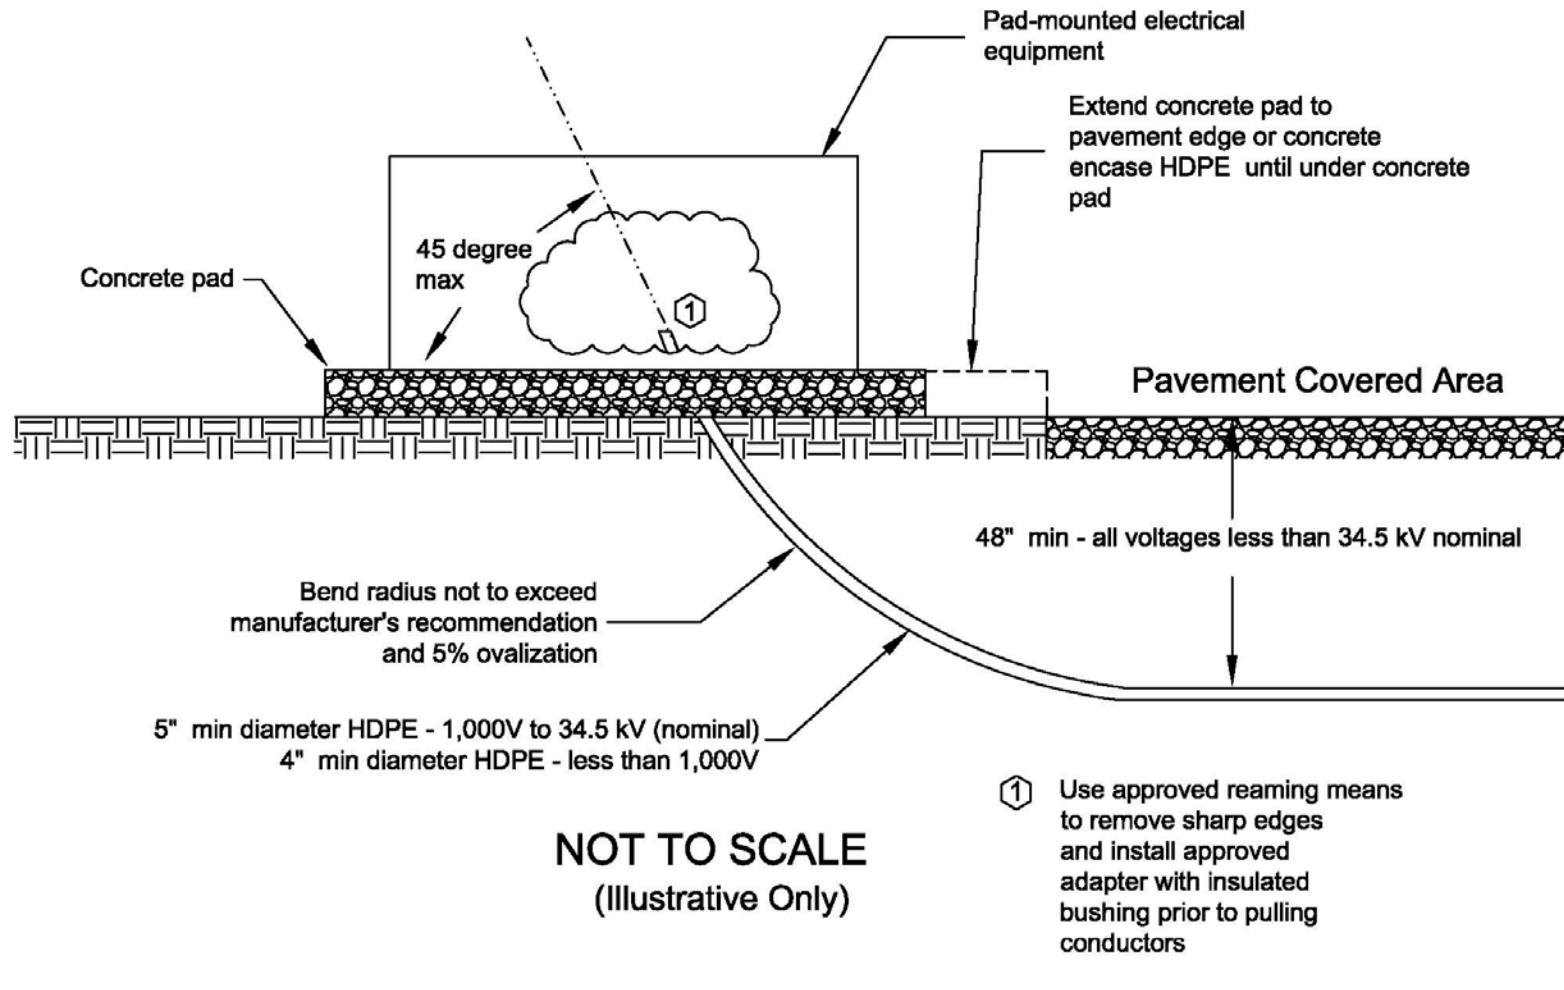 Pad-mounted electrical
equipment
Extend concrete pad to
pavement edge or concrete
encase HDPE until under concrete
pad
45 degree
max
Concrete pad
1
Pavement Covered Area
48" min - all voltages less than 34.5 kV nominal
Bend radius not to exceed
manufacturer's recommendation
and 5% ovalization
5" min diameter HDPE - 1,000V to 34.5 kV (nominal)
4" min diameter HDPE - less than 1,000V
NOT TO SCALE
(Illustrative Only)
1 Use approved reaming means
to remove sharp edges
and install approved
adapter with insulated
bushing prior to pulling
conductors